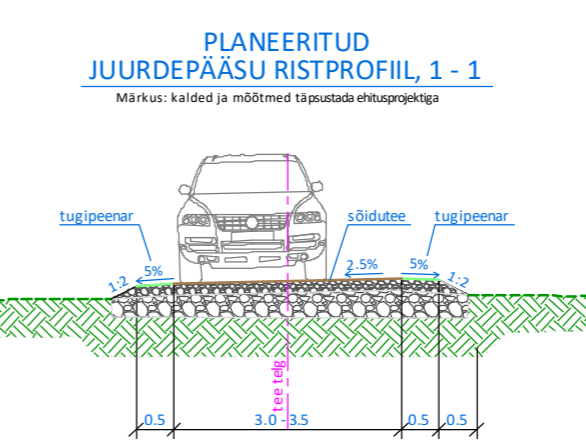 PLANEERITUD
JUURDEPÄÄSU RISTPROFIIL, 1 - 1
Märkus: kalded ja mõõtmed täpsustada ehitusprojektiga
tugipeenar
sõidutee
tugipeenar
1:2
5%
2.5%
5%
1:2
tee telg
0.5
3.0 - 3.5
0.5
0.5